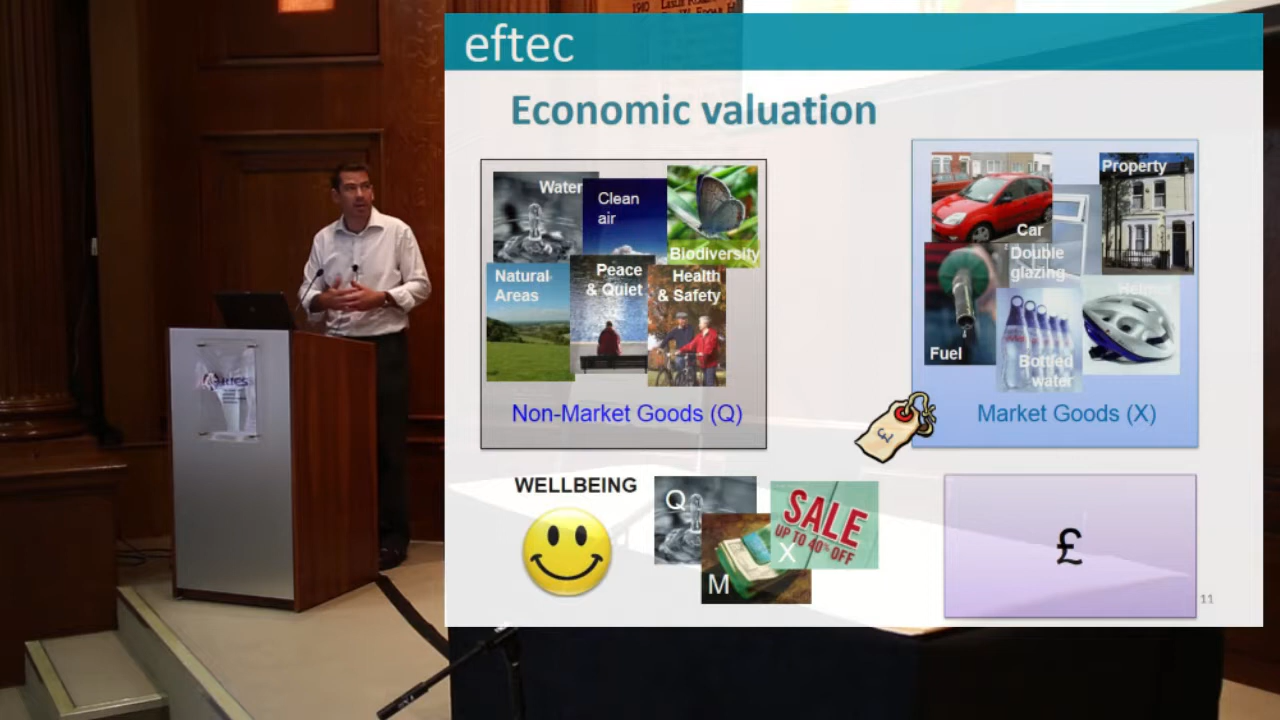 eftec
Economic valuation
Water
Clean
air
Biodiversity
Natural
Areas
Peace
& Quiet
Health
& Safety
Non-Market Goods (Q)
Property
Car
Double
glazing
Helmet
Fuel
Bottled
water
Market Goods (X)
£
WELLBEING
Q
M
X
SALE
UP TO 40% OFF
£
11